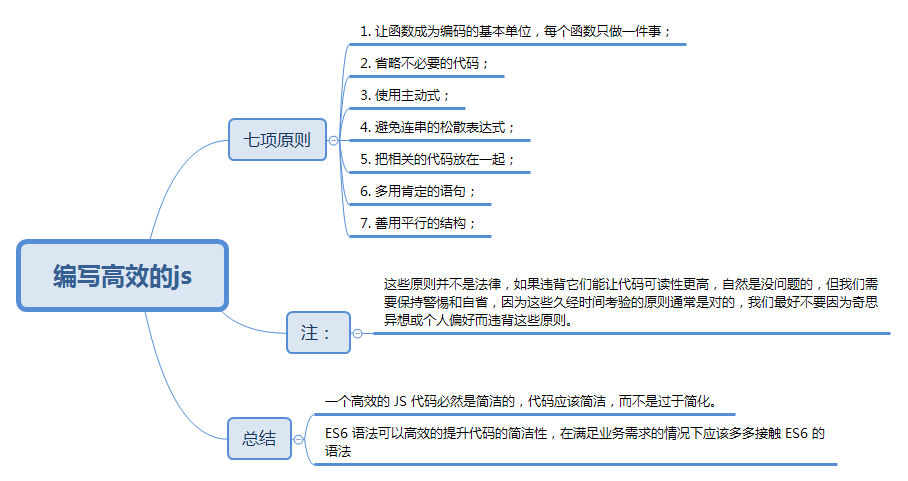 编写高效的js
七项原则
1. 让函数成为编码的基本单位，每个函数只做一件事；
2. 省略不必要的代码；
3. 使用主动式；
4. 避免连串的松散表达式；
5. 把相关的代码放在一起；
6. 多用肯定的语句；
7. 善用平行的结构；
注：
这些原则并不是法律，如果违背它们能让代码可读性更高，自然是没问题的，但我们需
要保持警惕和自省，因为这些久经时间考验的原则通常是对的，我们最好不要因为奇思
异想或个人偏好而违背这些原则。
总结
一个高效的 JS 代码必然是简洁的，代码应该简洁，而不是过于简化。
ES6 语法可以高效的提升代码的简洁性，在满足业务需求的情况下应该多多接触 ES6 的
语法